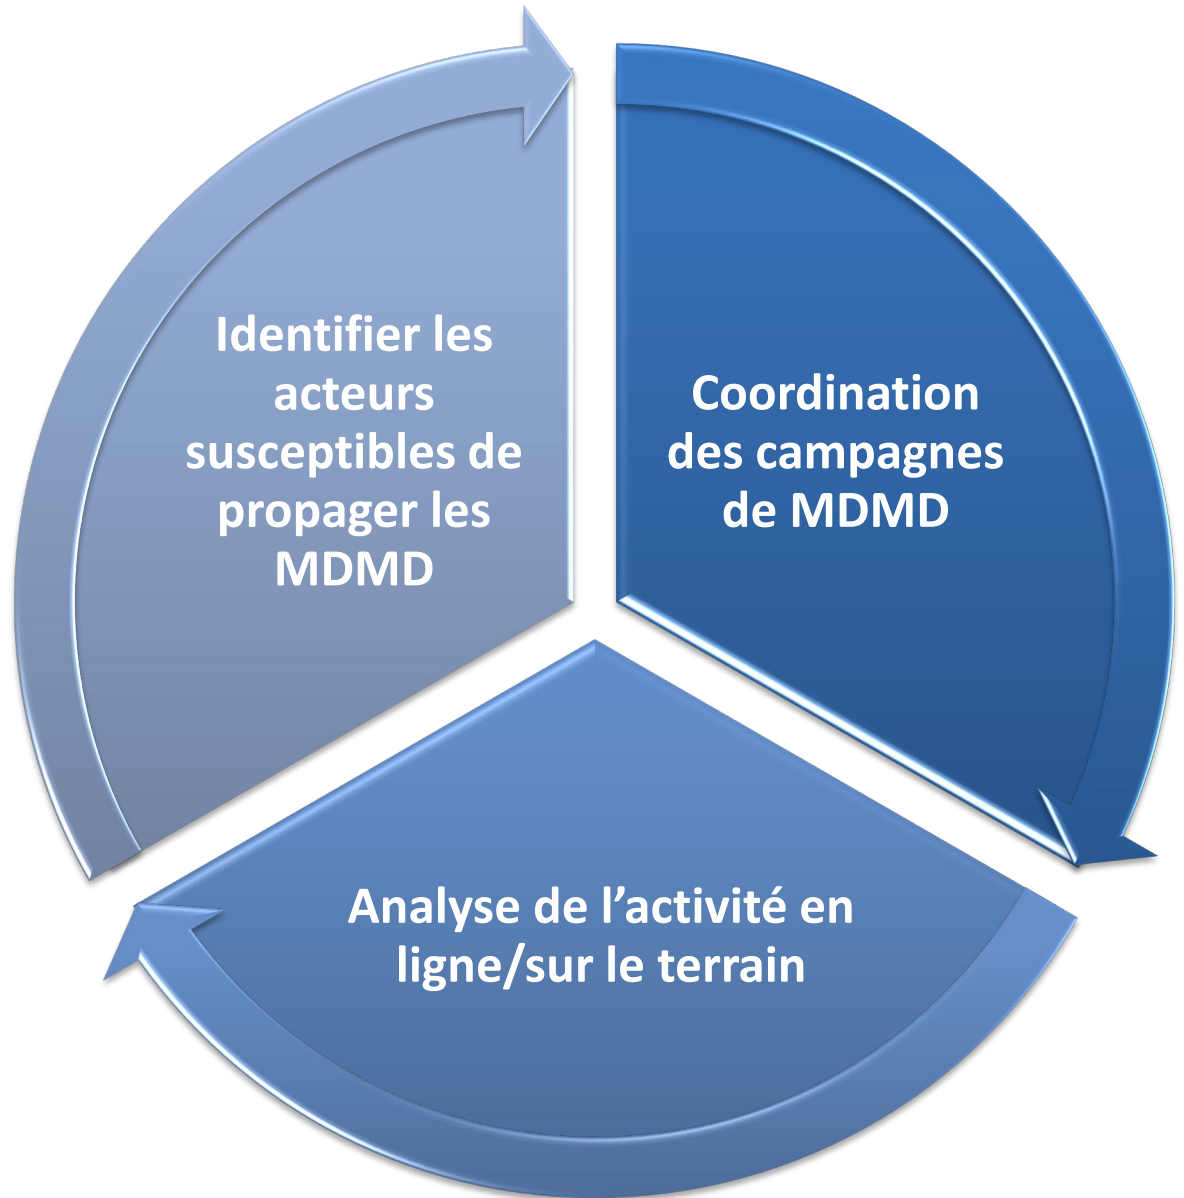 Identifier les
acteurs
susceptibles de
propager les
MDMD
Coordination
des campagnes
de MDMD
Analyse de l’activité en
ligne/sur le terrain